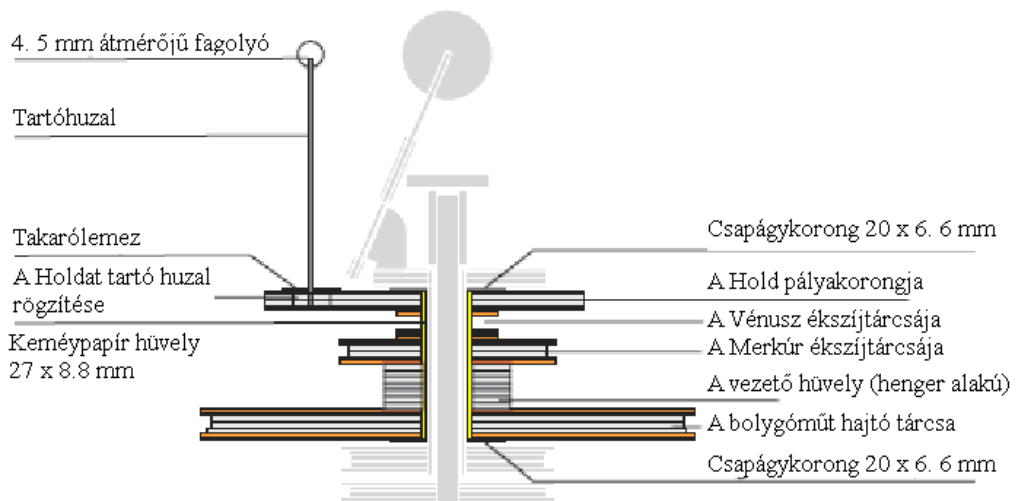 4. 5 mm átmérőjű fagolyó
Tartóhuzal
Takarólemez
A Holdat tartó huzal
rögzítése
Keméypapír hüvely
27 x 8.8 mm
Csapágykorong 20 x 6. 6 mm
A Hold pályakorongja
A Vénusz ékszíjtárcsája
A Merkúr ékszíjtárcsája
A vezető hüvely (henger alakú)
A bolygóműt hajtó tárcsa
Csapágykorong 20 x 6. 6 mm